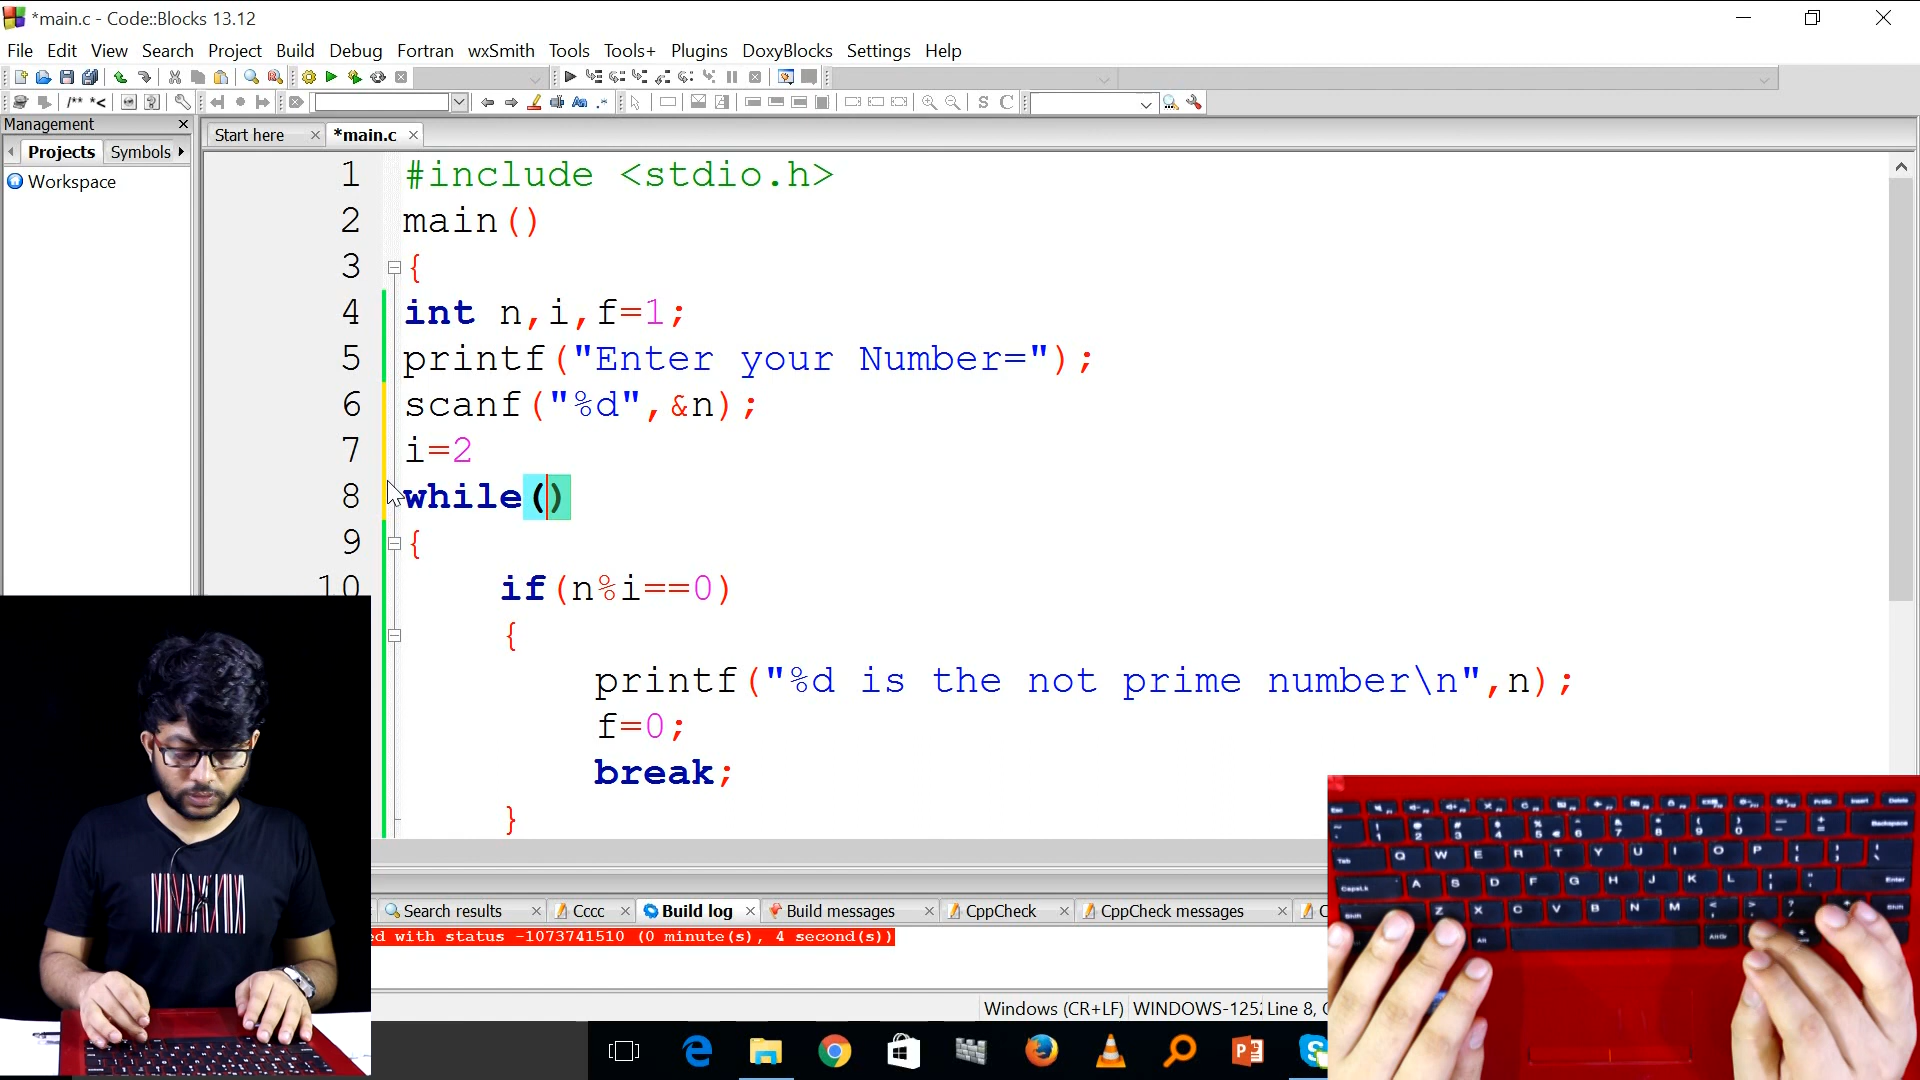 *main.c - Code::Blocks 13.12
File Edit View Search Project Build Debug Fortran wxSmith Tools Tools+ Plugins DoxyBlocks Settings Help
/** *<
S C
Management
Start here
*main.c
Projects Symbols
Workspace
1 #include <stdio.h>
2 main()
3 {
4 int n,i,f=1;
5 printf("Enter your Number=");
6 scanf("%d",&n);
7 i=2
8 while()
9 {
10 if(n%i==0)
{
printf("%d is the not prime number\n",n);
f=0;
break;
}
Search results Cccc Build log Build messages CppCheck CppCheck messages
ed with status -1073741510 (0 minute(s), 4 second(s))
Windows (CR+LF) WINDOWS-1252 Line 8,
Q W E R T Y U I O P
A S D F G H J K L
Z X C V B N M